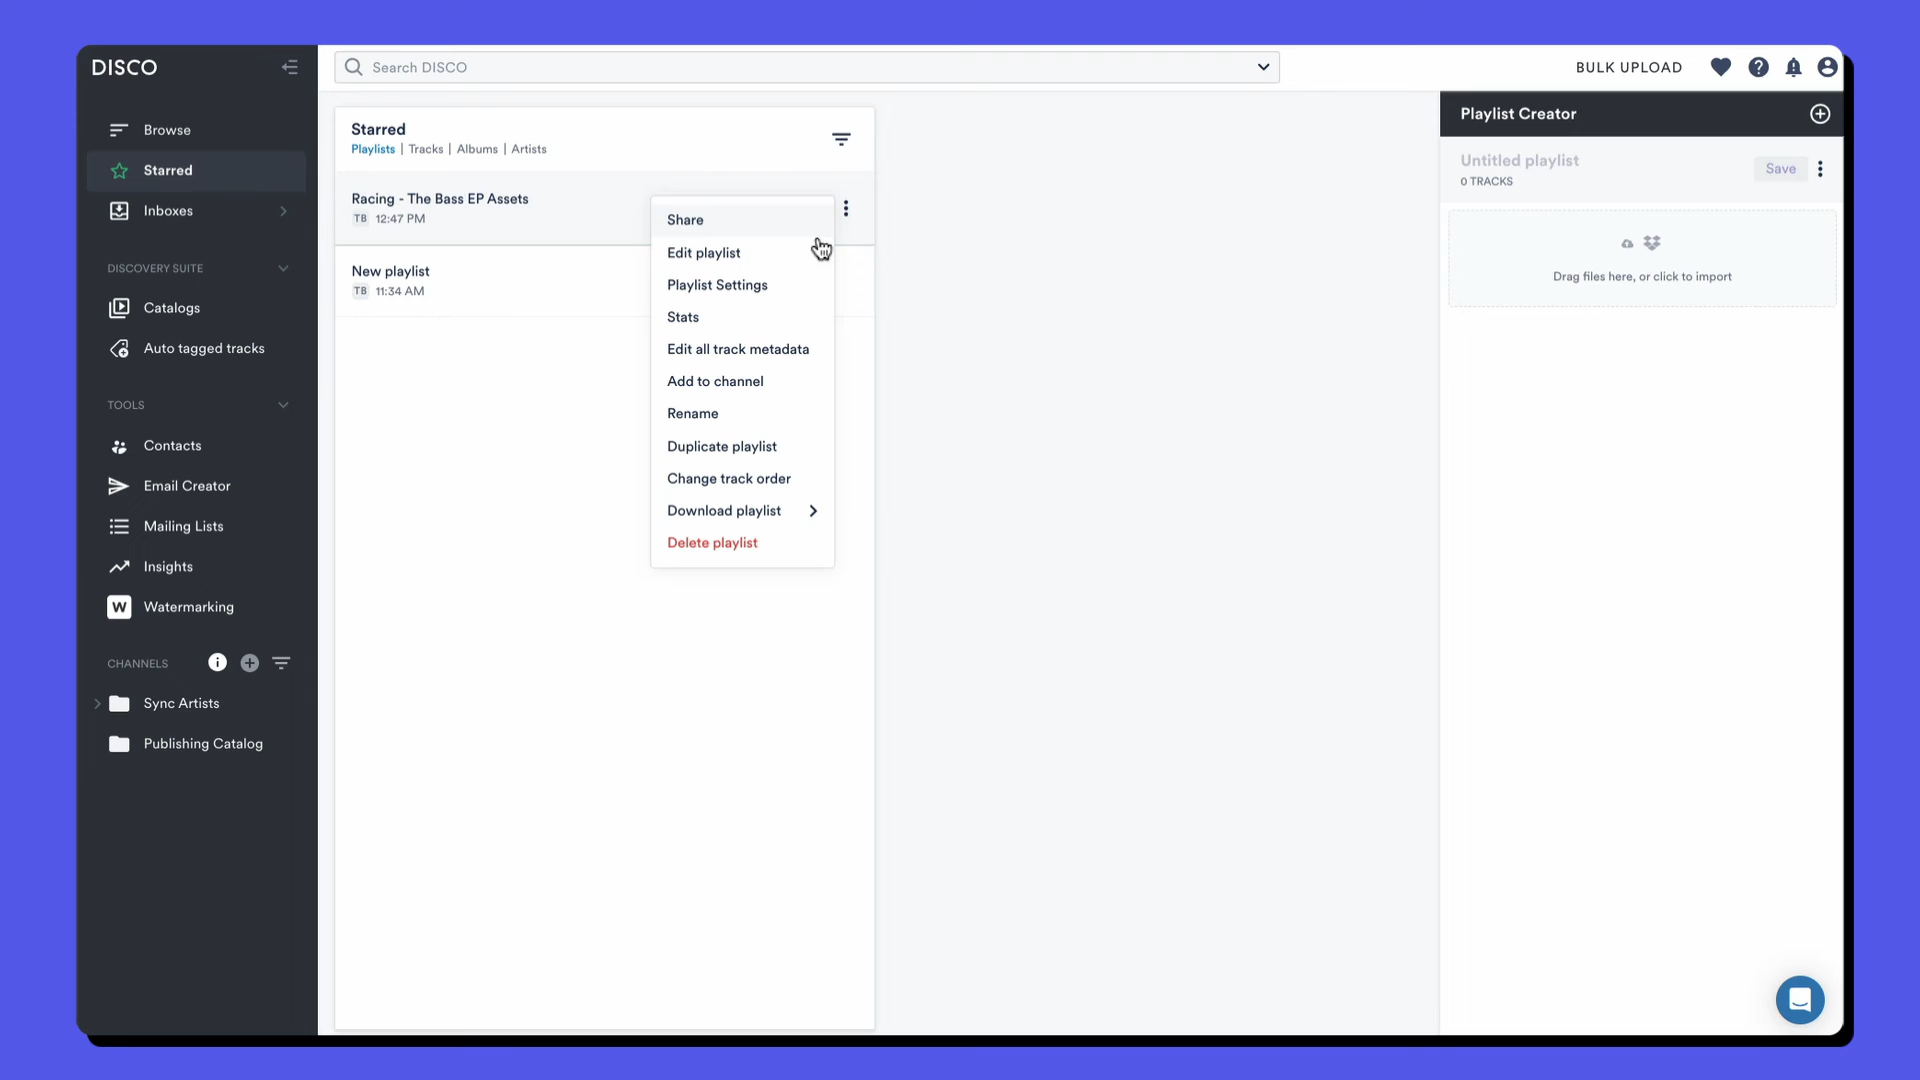 DISCO
Search DISCO
BULK UPLOAD
Browse
Starred
Inboxes
DISCOVERY SUITE
Catalogs
Auto tagged tracks
TOOLS
Contacts
Email Creator
Mailing Lists
Insights
W Watermarking
CHANNELS
Sync Artists
Publishing Catalog
Starred
Playlists | Tracks | Albums | Artists
Racing - The Bass EP Assets
TB 12:47 PM
New playlist
TB 11:34 AM
Share
Edit playlist
Playlist Settings
Stats
Edit all track metadata
Add to channel
Rename
Duplicate playlist
Change track order
Download playlist
Delete playlist
Playlist Creator
Untitled playlist
0 TRACKS
Save
Drag files here, or click to import